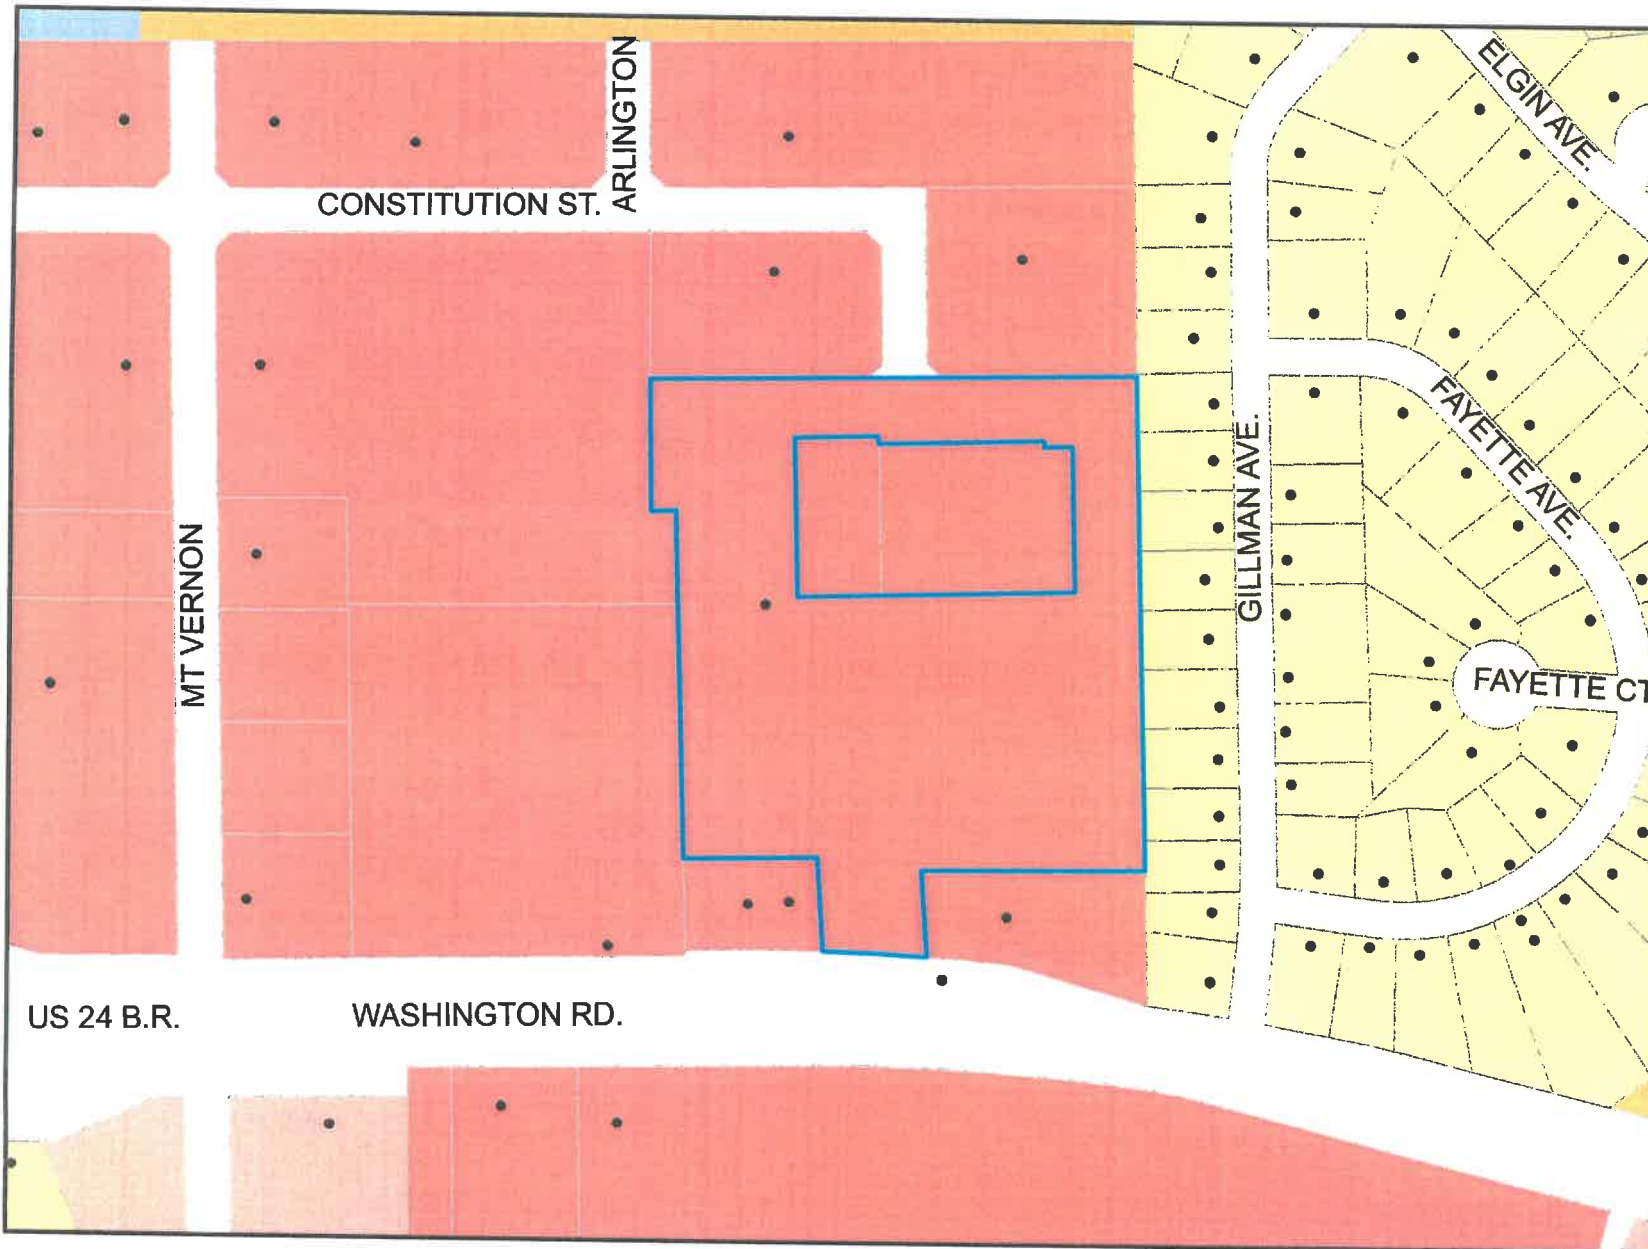 ELGIN AVE.
ARLINGTON
CONSTITUTION ST.
FAYETTE AVE.
GILLMAN AVE.
MT VERNON
FAYETTE CT
US 24 B.R.
WASHINGTON RD.